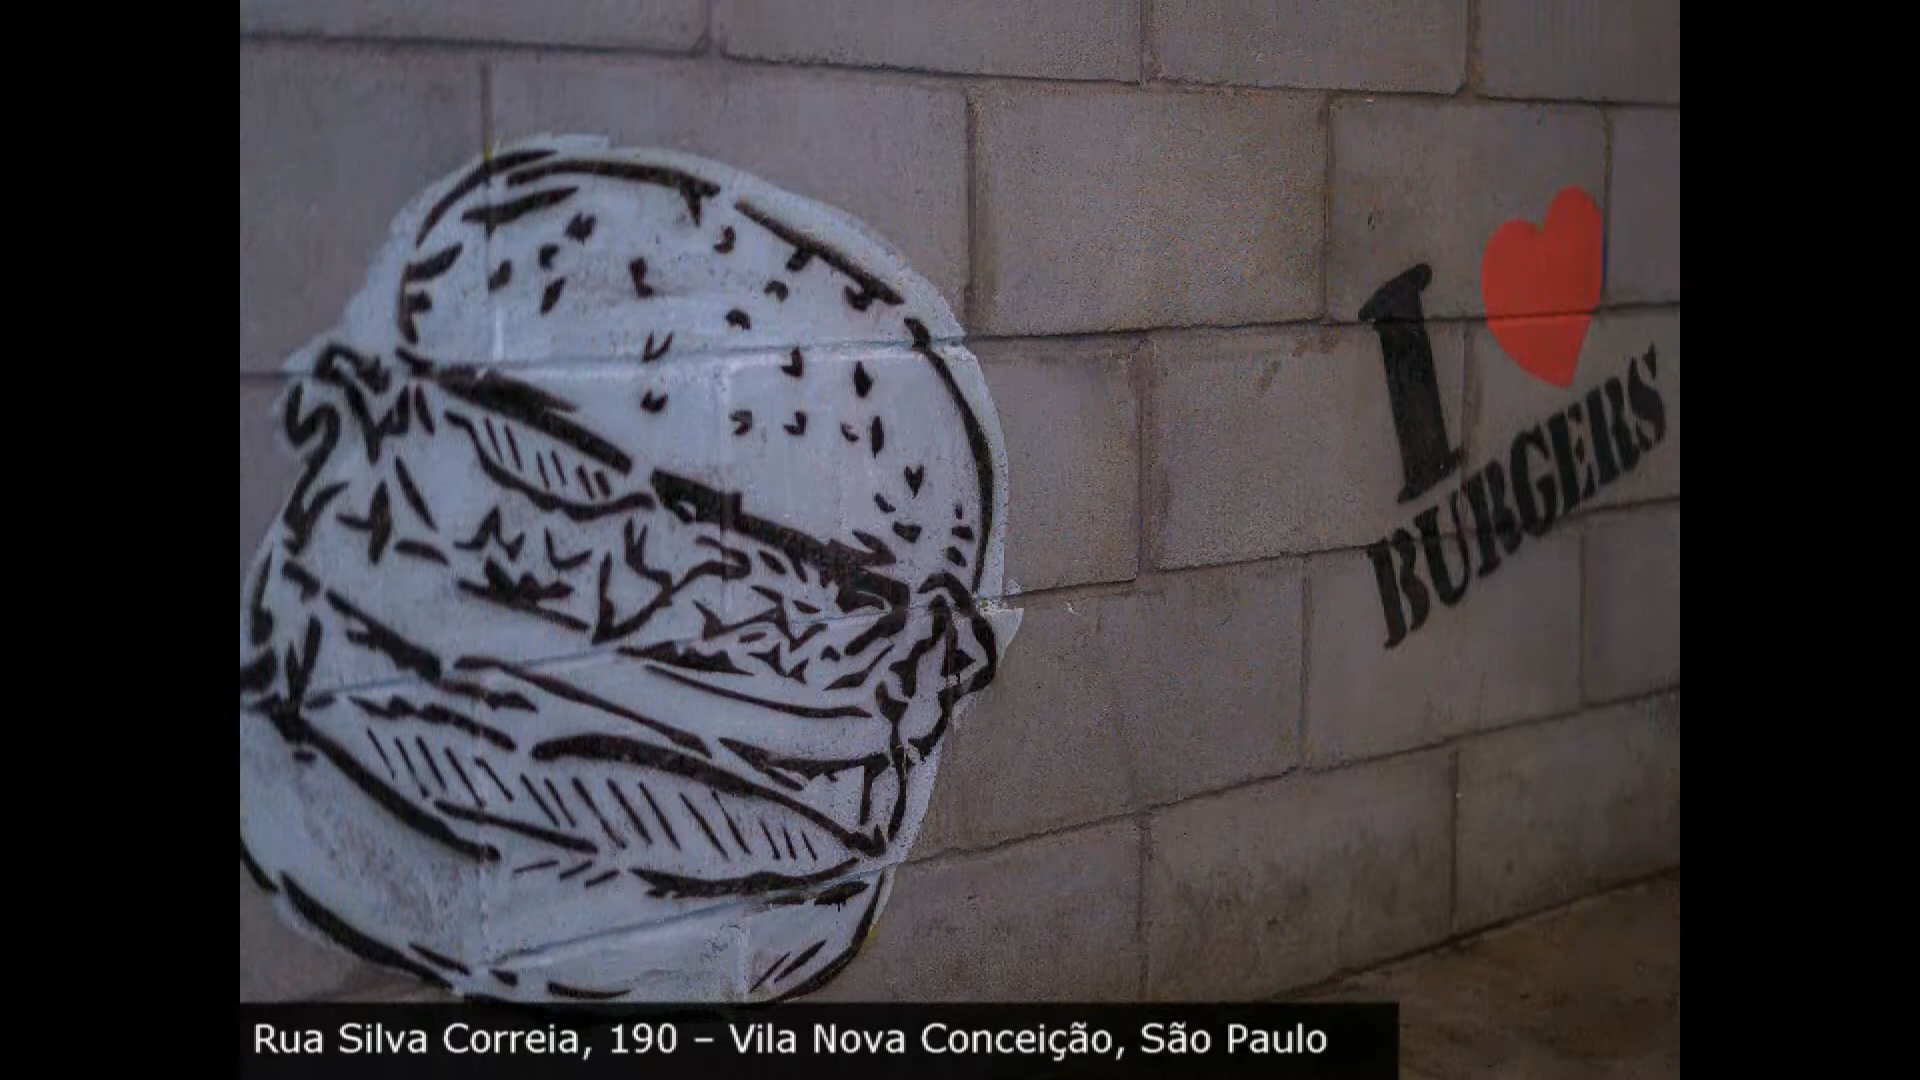 I
BURGERS
Rua Silva Correia, 190 – Vila Nova Conceição, São Paulo